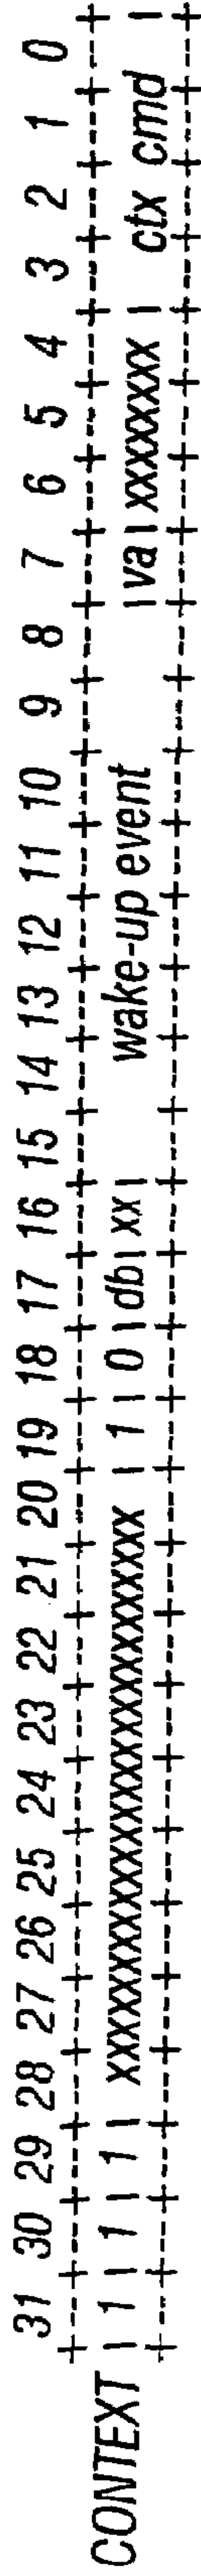 31 30 29 28 27 26 25 24 23 22 21 20 19 18 17 16 15 14 13 12 11 10 9 8 7 6 5 4 3 2 1 0
CONTEXT | 1 | 1 | 1 | xxxxxxxxxxxxxxxxxxxxxxxxxxxxxxxxxx | 1 | 0 | db | xx | wake-up event | va | xxxxxxxx | ctx cmd |